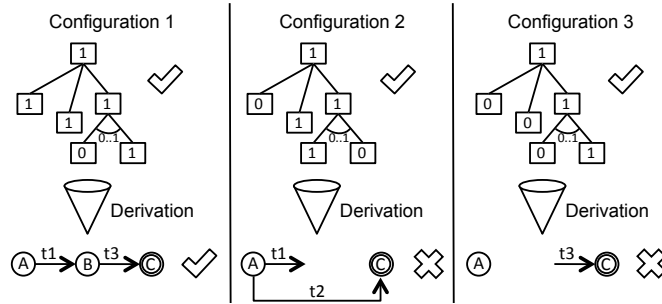 Configuration 1
1
1
1
1
0..1
0
1
Derivation
A t1 B t3 C
Configuration 2
1
0
1
1
0..1
1
0
Derivation
A t1 C
t2
Configuration 3
1
0
0
1
0..1
0
1
Derivation
A t3 C